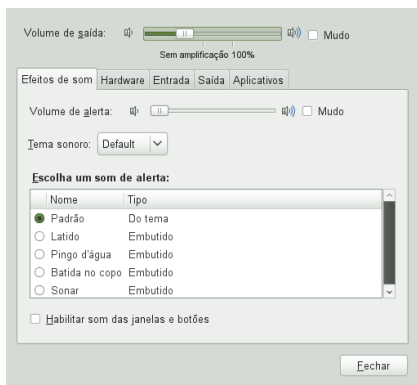 Volume de saída: Mudo
Sem amplificação 100%
Efeitos de som Hardware Entrada Saída Aplicativos
Volume de alerta: Mudo
Tema sonoro: Default
Escolha um som de alerta:
Nome Tipo
Padrão Do tema
Latido Embutido
Pingo d'água Embutido
Batida no copo Embutido
Sonar Embutido
Habilitar som das janelas e botões
Fechar